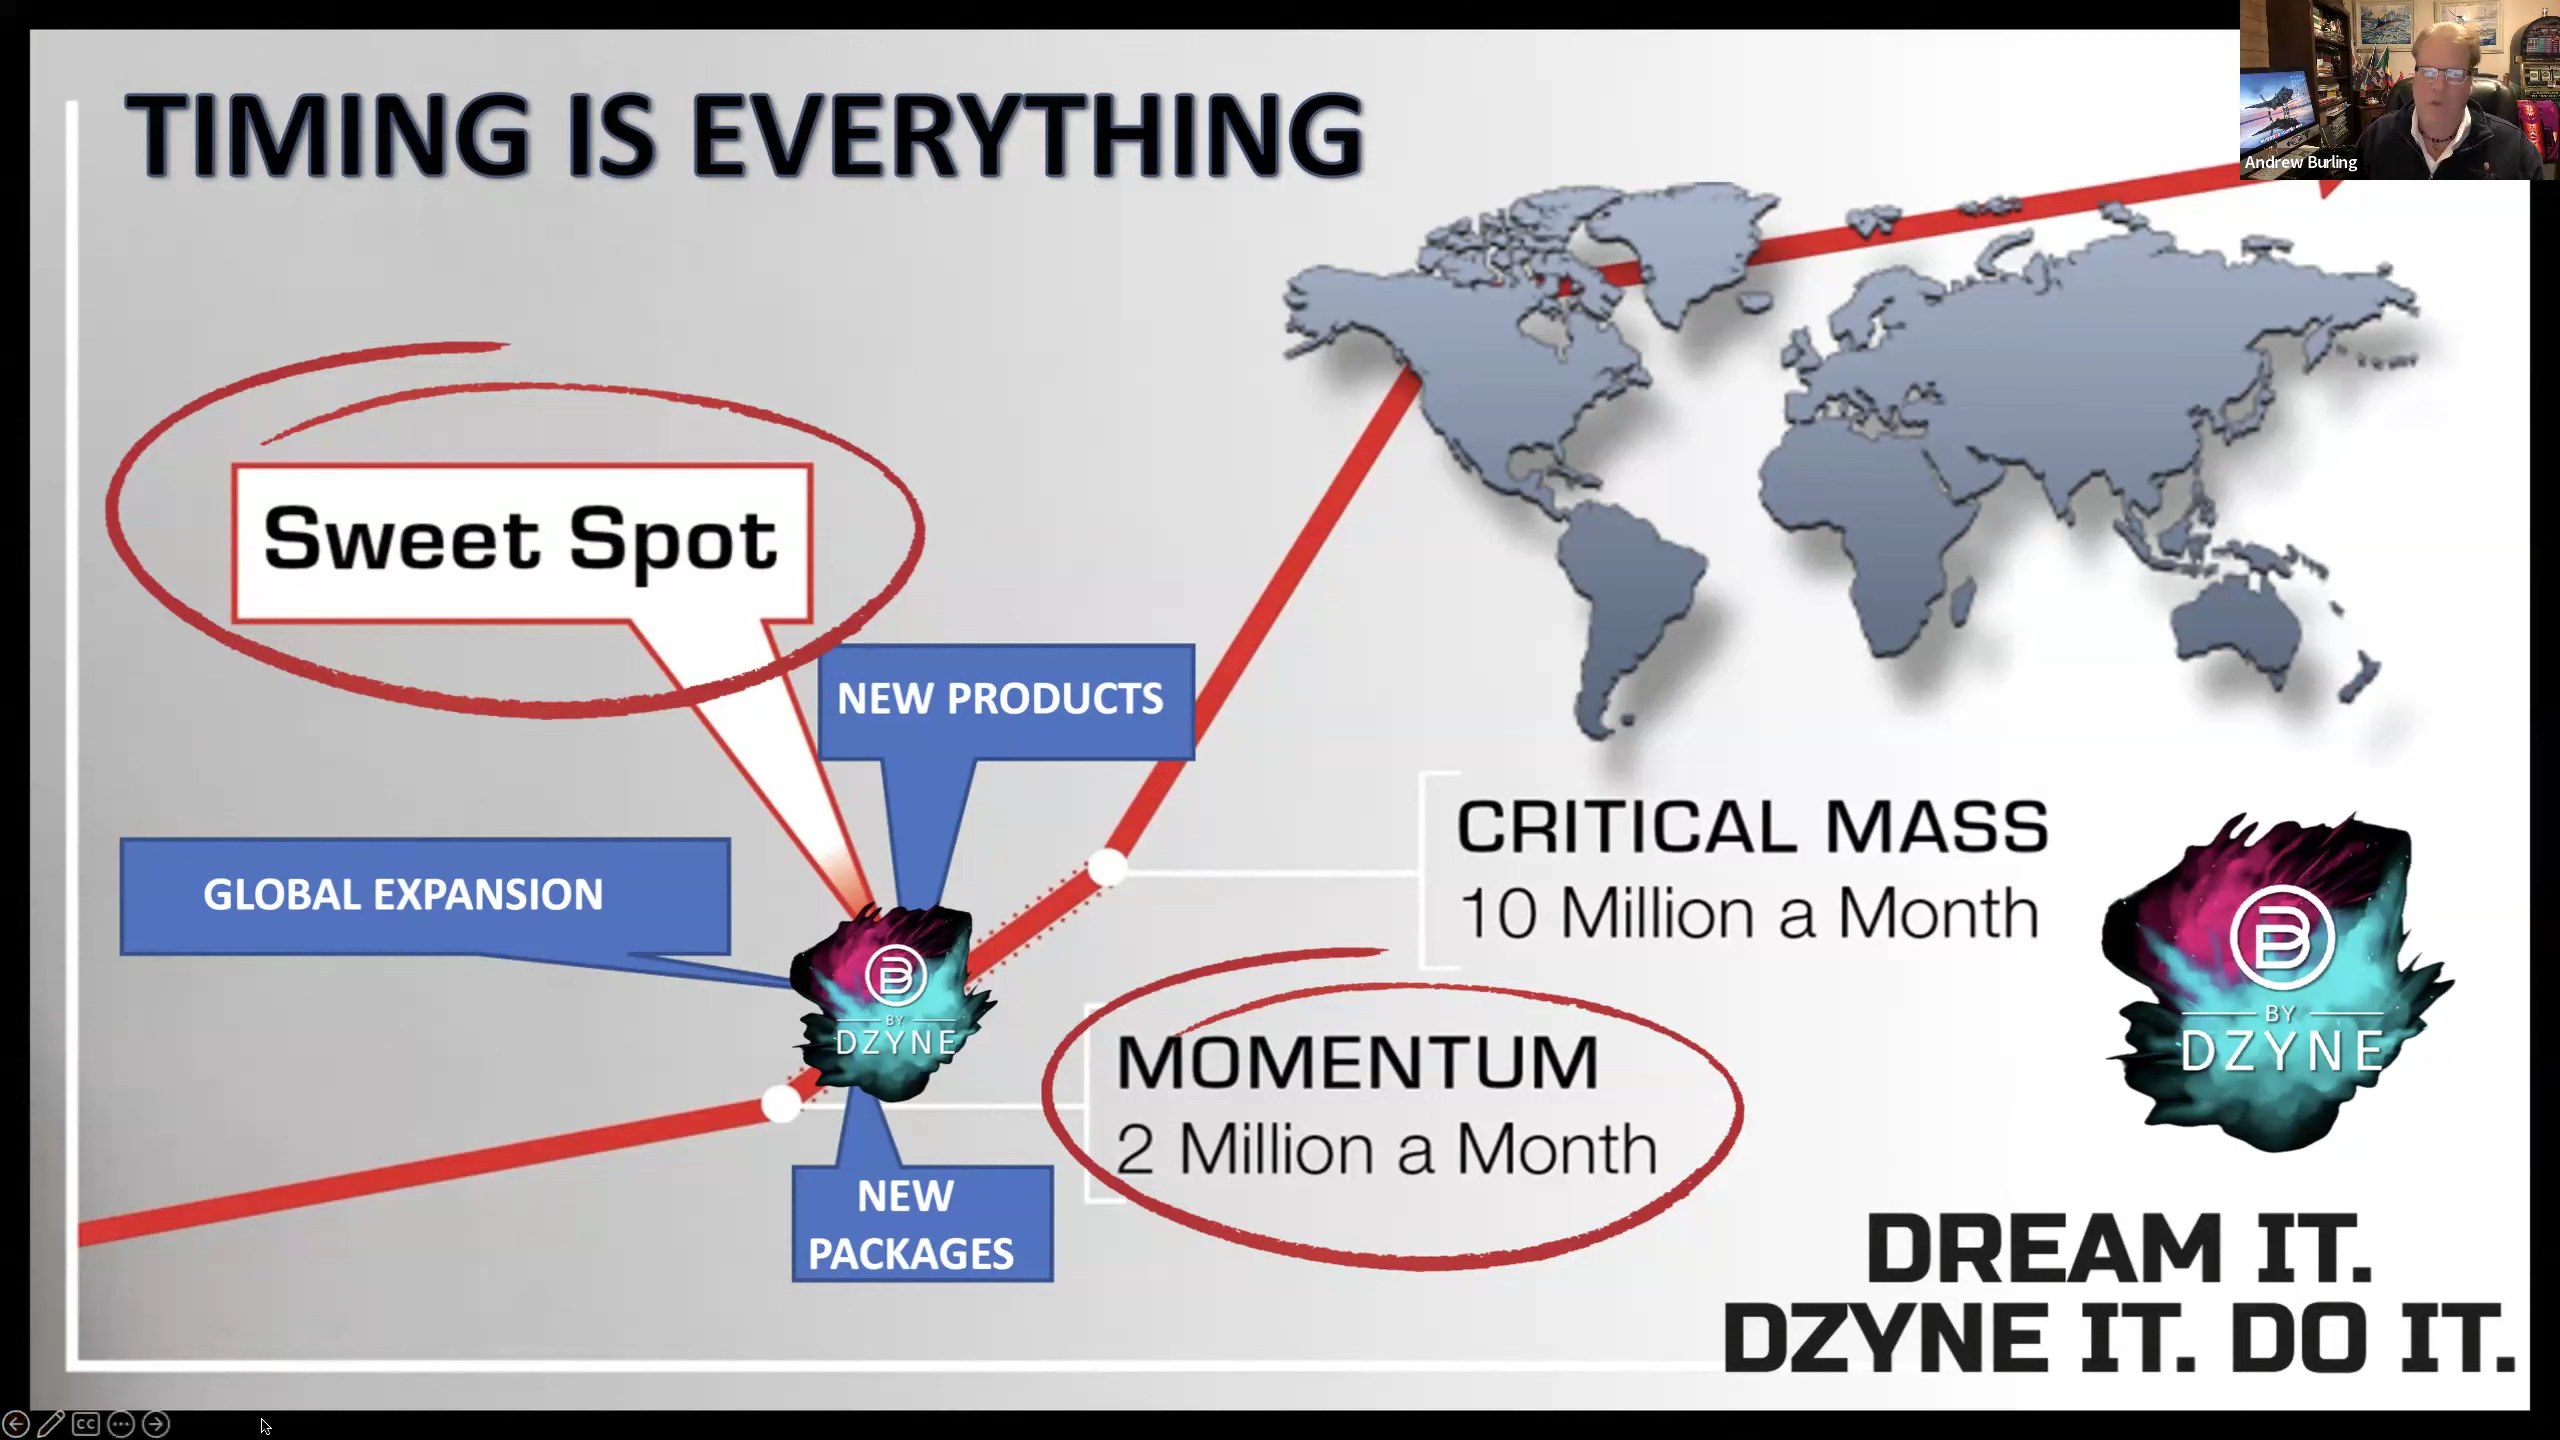 TIMING IS EVERYTHING
Andrew Burling
Sweet Spot
NEW PRODUCTS
GLOBAL EXPANSION
CRITICAL MASS
10 Million a Month
B
BY
DZYNE
MOMENTUM
2 Million a Month
NEW
PACKAGES
B
BY
DZYNE
DREAM IT.
DZYNE IT. DO IT.
CC